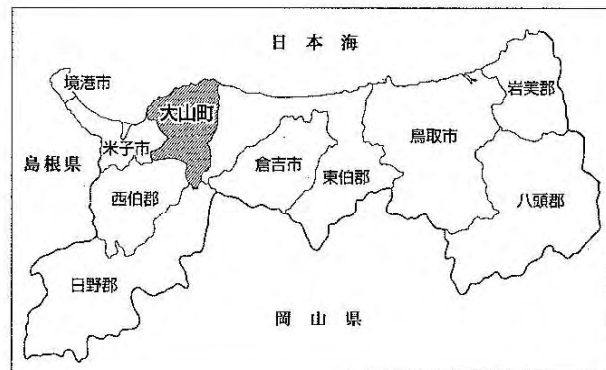 日本海
境港市
大山町
岩美郡
米子市
鳥取市
島根県
倉吉市
東伯郡
西伯郡
八頭郡
日野郡
岡山県